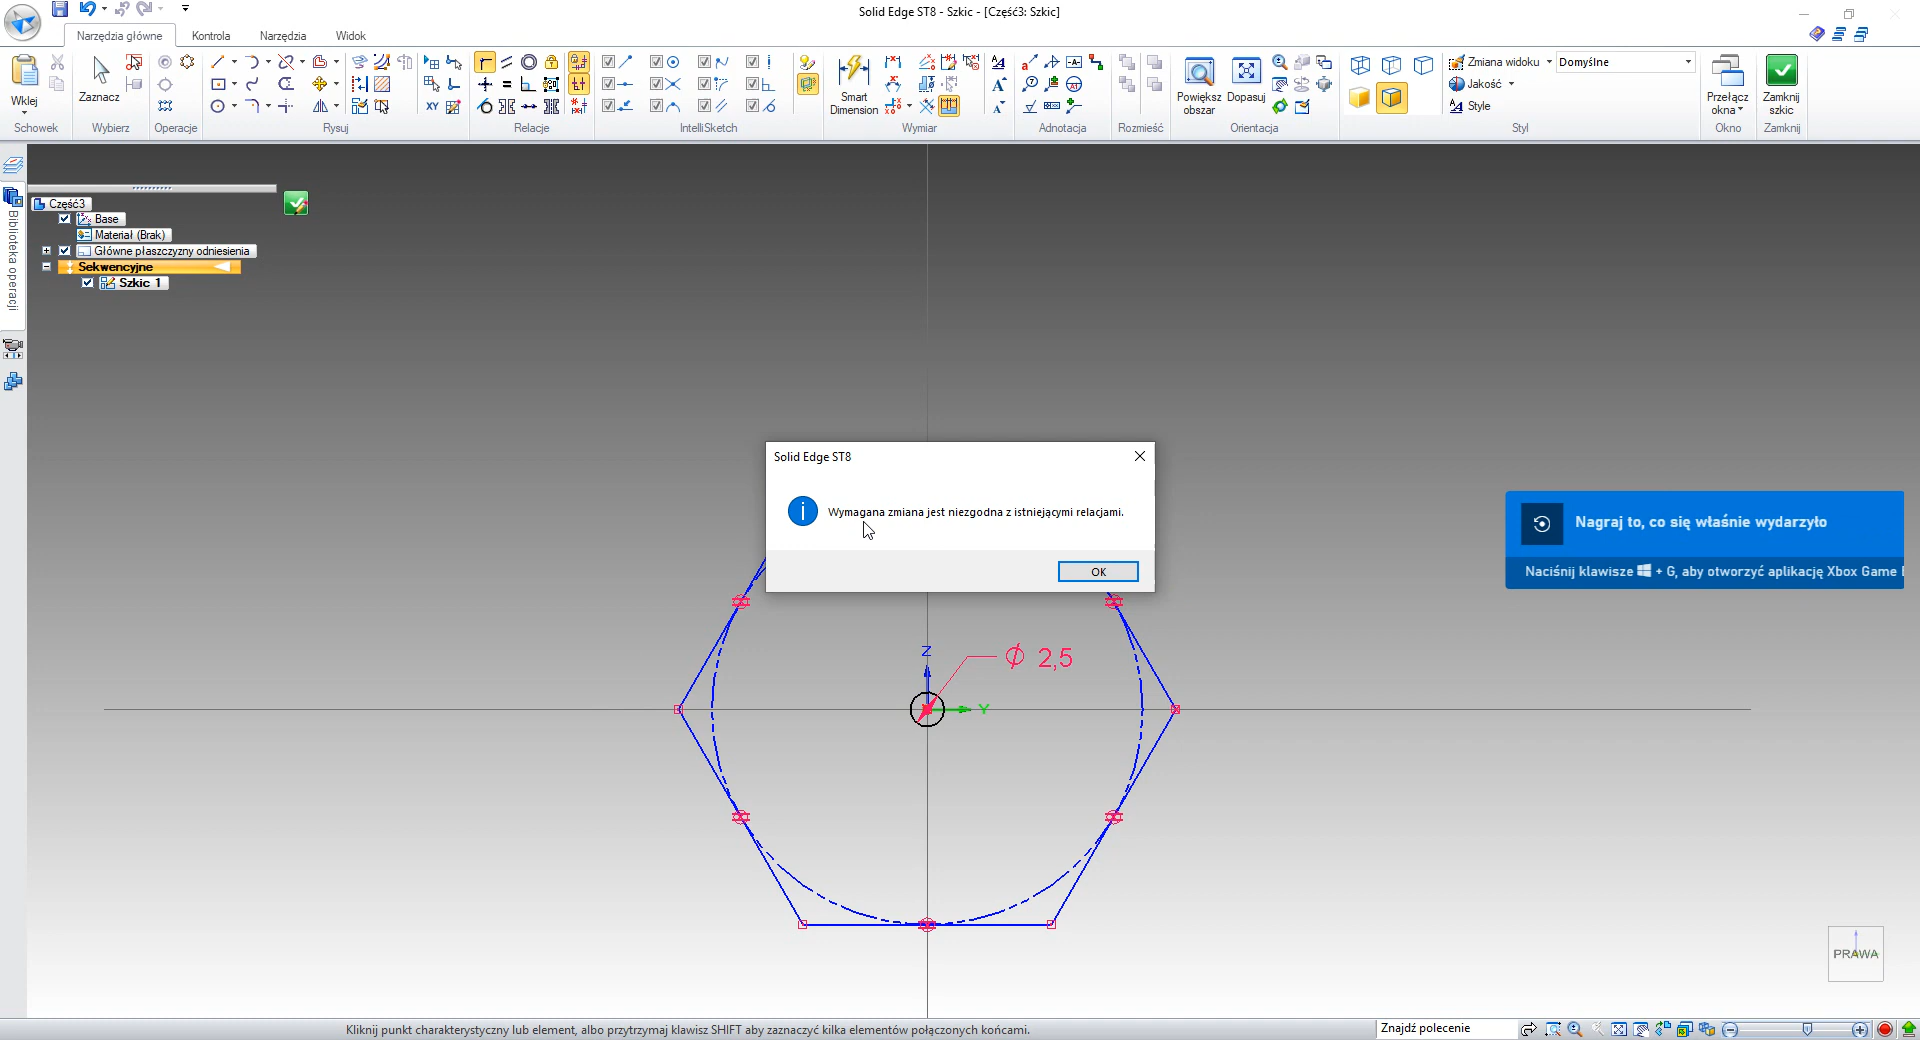 Solid Edge ST8 - Szkic - [Część3: Szkic]
Narzędzia główne
Kontrola
Narzędzia
Widok
Wklej
Schowek
Zaznacz
Wybierz
Operacje
Rysuj
Relacje
IntelliSketch
Smart
Dimension
Wymiar
Adnotacja
Rozmieść
Powiększ
obszar
Dopasuj
Orientacja
Zmiana widoku
Domyślne
Jakość
Style
Styl
Przełącz
okna
Okno
Zamknij
szkic
Zamknij
XY
Biblioteka operacji
Część3
Base
Materiał (Brak)
Główne płaszczyzny odniesienia
Sekwencyjne
Szkic 1
Solid Edge ST8
Wymagana zmiana jest niezgodna z istniejącymi relacjami.
OK
Nagraj to, co się właśnie wydarzyło
Naciśnij klawisze + G, aby otworzyć aplikację Xbox Game
Z
Ø 2,5
Y
PRAWA
Kliknij punkt charakterystyczny lub element, albo przytrzymaj klawisz SHIFT aby zaznaczyć kilka elementów połączonych końcami.
Znajdź polecenie